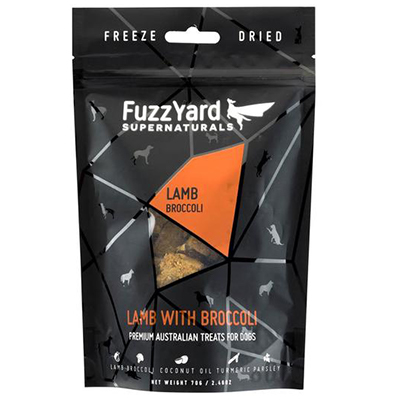 FREEZE DRIED
FuzzYard
SUPERNATURALS
LAMB
BROCCOLI
LAMB WITH BROCCOLI
PREMIUM AUSTRALIAN TREATS FOR DOGS
LAMB BROCCOLI COCONUT OIL TURMERIC PARSLEY
NET WEIGHT 70G / 2.46OZ